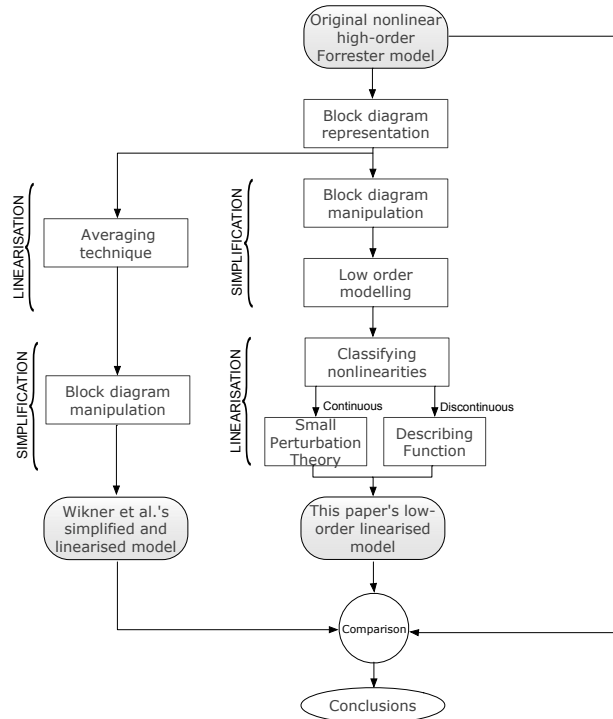 Original nonlinear
high-order
Forrester model
Block diagram
representation
LINEARISATION
Averaging
technique
SIMPLIFICATION
Block diagram
manipulation
Low order
modelling
SIMPLIFICATION
Block diagram
manipulation
LINEARISATION
Classifying
nonlinearities
Continuous
Discontinuous
Small
Perturbation
Theory
Describing
Function
Wikner et al.'s
simplified and
linearised model
This paper's low-
order linearised
model
Comparison
Conclusions